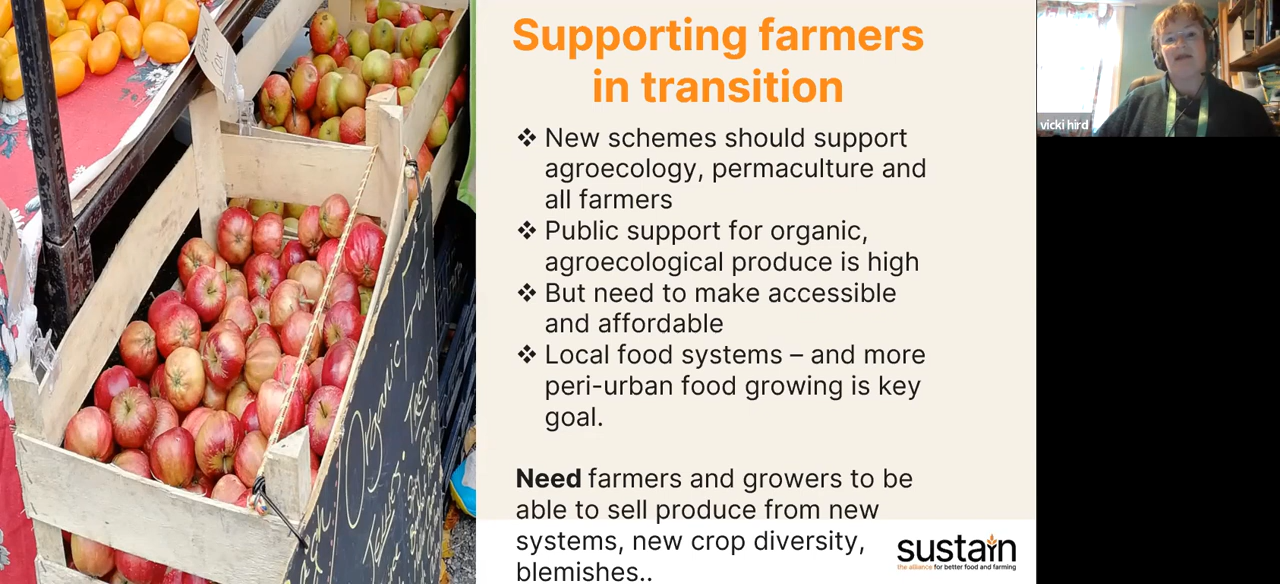 Supporting farmers
in transition
❖ New schemes should support
agroecology, permaculture and
all farmers
❖ Public support for organic,
agroecological produce is high
❖ But need to make accessible
and affordable
❖ Local food systems – and more
peri-urban food growing is key
goal.
Need farmers and growers to be
able to sell produce from new
systems, new crop diversity,
blemishes..
sustain
the alliance for better food and farming
vicki hird
Organic Fruit